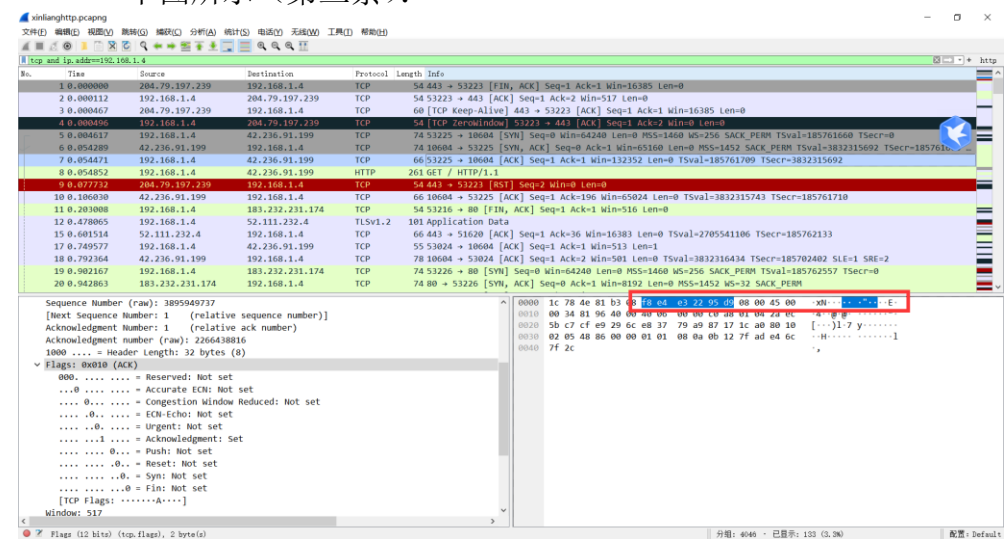 xinlianghttp.pcapng
文件(F) 编辑(E) 视图(V) 跳转(G) 捕获(C) 分析(A) 统计(S) 电话(Y) 无线(W) 工具(T) 帮助(H)
tcp and ip.addr==192.168.1.4 http
No. Time Source Destination Protocol Length Info
1 0.000000 204.79.197.239 192.168.1.4 TCP 54 443 → 53223 [FIN, ACK] Seq=1 Ack=1 Win=16385 Len=0
2 0.000112 192.168.1.4 204.79.197.239 TCP 54 53223 → 443 [ACK] Seq=1 Ack=2 Win=517 Len=0
3 0.000467 204.79.197.239 192.168.1.4 TCP 60 [TCP Keep-Alive] 443 → 53223 [ACK] Seq=1 Ack=1 Win=16385 Len=0
4 0.000496 192.168.1.4 204.79.197.239 TCP 54 [TCP ZeroWindow] 53223 → 443 [ACK] Seq=1 Ack=2 Win=0 Len=0
5 0.004617 192.168.1.4 42.236.91.199 TCP 74 53225 → 10604 [SYN] Seq=0 Win=64240 Len=0 MSS=1460 WS=256 SACK_PERM TSval=185761660 TSecr=0
6 0.054289 42.236.91.199 192.168.1.4 TCP 74 10604 → 53225 [SYN, ACK] Seq=0 Ack=1 Win=65160 Len=0 MSS=1452 SACK_PERM TSval=3832315692 TSecr=18576
7 0.054471 192.168.1.4 42.236.91.199 TCP 66 53225 → 10604 [ACK] Seq=1 Ack=1 Win=132352 Len=0 TSval=185761709 TSecr=3832315692
8 0.054852 192.168.1.4 42.236.91.199 HTTP 261 GET / HTTP/1.1
9 0.077732 204.79.197.239 192.168.1.4 TCP 54 443 → 53223 [RST] Seq=2 Win=0 Len=0
10 0.106030 42.236.91.199 192.168.1.4 TCP 66 10604 → 53225 [ACK] Seq=1 Ack=196 Win=65024 Len=0 TSval=3832315743 TSecr=185761710
11 0.203008 192.168.1.4 183.232.231.174 TCP 54 53216 → 80 [FIN, ACK] Seq=1 Ack=1 Win=516 Len=0
12 0.478065 192.168.1.4 52.111.232.4 TLSv1.2 101 Application Data
15 0.601514 52.111.232.4 192.168.1.4 TCP 66 443 → 51620 [ACK] Seq=1 Ack=36 Win=16383 Len=0 TSval=2705541106 TSecr=185762133
17 0.749577 192.168.1.4 42.236.91.199 TCP 55 53024 → 10604 [ACK] Seq=1 Ack=1 Win=513 Len=1
18 0.792364 42.236.91.199 192.168.1.4 TCP 78 10604 → 53024 [ACK] Seq=1 Ack=2 Win=501 Len=0 TSval=3832316434 TSecr=185702402 SLE=1 SRE=2
19 0.902167 192.168.1.4 183.232.231.174 TCP 74 53226 → 80 [SYN] Seq=0 Win=64240 Len=0 MSS=1460 WS=256 SACK_PERM TSval=185762557 TSecr=0
20 0.942863 183.232.231.174 192.168.1.4 TCP 74 80 → 53226 [SYN, ACK] Seq=0 Ack=1 Win=8192 Len=0 MSS=1452 WS=32 SACK_PERM
Sequence Number (raw): 3895949737
[Next Sequence Number: 1 (relative sequence number)]
Acknowledgment Number: 1 (relative ack number)
Acknowledgment number (raw): 2266438816
1000 .... = Header Length: 32 bytes (8)
Flags: 0x010 (ACK)
000. .... .... = Reserved: Not set
...0 .... .... = Accurate ECN: Not set
.... 0... .... = Congestion Window Reduced: Not set
.... .0.. .... = ECN-Echo: Not set
.... ..0. .... = Urgent: Not set
.... ...1 .... = Acknowledgment: Set
.... .... 0... = Push: Not set
.... .... .0.. = Reset: Not set
.... .... ..0. = Syn: Not set
.... .... ...0 = Fin: Not set
[TCP Flags: ·······A····]
Window: 517
0000 1c 78 4e 81 b3 08 f8 e4 e3 22 95 d9 08 00 45 00 ·xN······"····E·
0010 00 34 81 96 40 00 40 06 00 00 c0 a8 01 04 2a ec ·4··@·@·······*·
0020 5b c7 cf e9 29 6c e8 37 79 a9 87 17 1c a0 80 10 [···)l·7 y·······
0030 02 05 48 86 00 00 01 01 08 0a 0b 12 7f ad e4 6c ··H············l
0040 7f 2c ·,
Flags (12 bits) (tcp.flags), 2 byte(s)
分组: 4046 · 已显示: 133 (3.3%)
配置: Default